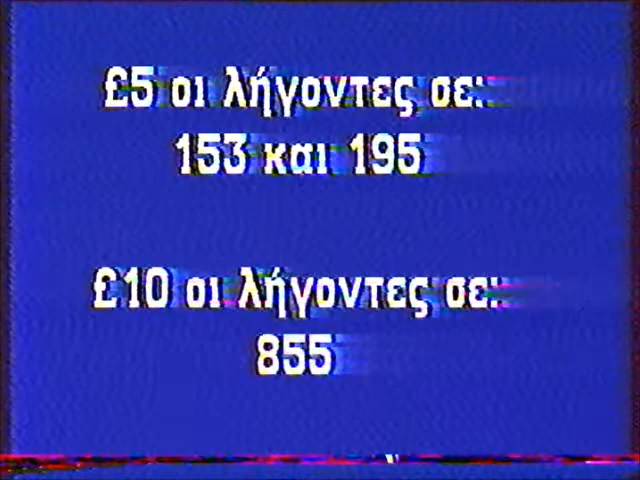 £5 οι λήγοντες σε:
153 και 195
£10 οι λήγοντες σε:
855